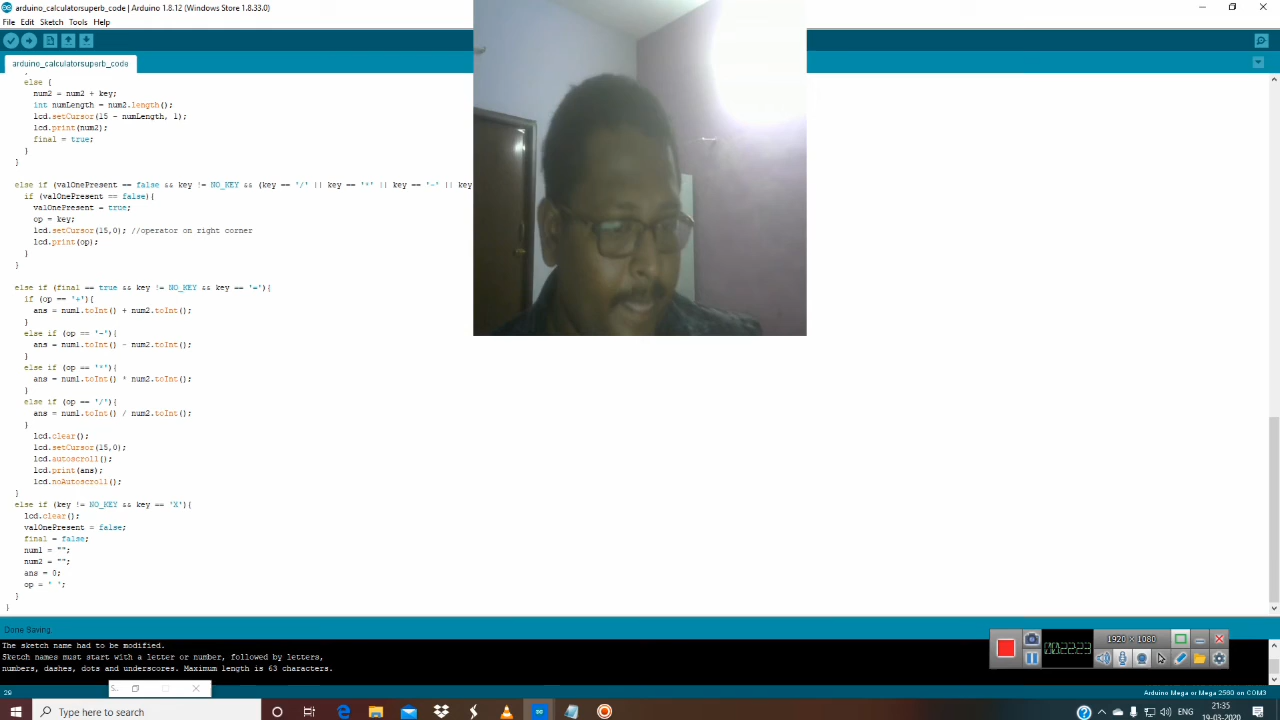 arduino_calculatorsuperb_code | Arduino 1.8.12 (Windows Store 1.8.33.0)
File Edit Sketch Tools Help
arduino_calculatorsuperb_code
else {
num2 = num2 + key;
int numLength = num2.length();
lcd.setCursor(15 - numLength, 1);
lcd.print(num2);
final = true;
}
}
else if (valOnePresent == false && key != NO_KEY && (key == '/' || key == '*' || key == '-' || key
if (valOnePresent == false){
valOnePresent = true;
op = key;
lcd.setCursor(15,0); //operator on right corner
lcd.print(op);
}
}
else if (final == true && key != NO_KEY && key == '='){
if (op == '+'){
ans = num1.toInt() + num2.toInt();
}
else if (op == '-'){
ans = num1.toInt() - num2.toInt();
}
else if (op == '*'){
ans = num1.toInt() * num2.toInt();
}
else if (op == '/'){
ans = num1.toInt() / num2.toInt();
}
lcd.clear();
lcd.setCursor(15,0);
lcd.autoscroll();
lcd.print(ans);
lcd.noAutoscroll();
}
else if (key != NO_KEY && key == 'X'){
lcd.clear();
valOnePresent = false;
final = false;
num1 = "";
num2 = "";
ans = 0;
op = ' ';
}
}
Done Saving.
The sketch name had to be modified.
Sketch names must start with a letter or number, followed by letters,
numbers, dashes, dots and underscores. Maximum length is 63 characters.
1920 × 1080
00:22:23
S...
29
Arduino Mega or Mega 2560 on COM3
Type here to search
ENG
21:35
19-03-2020